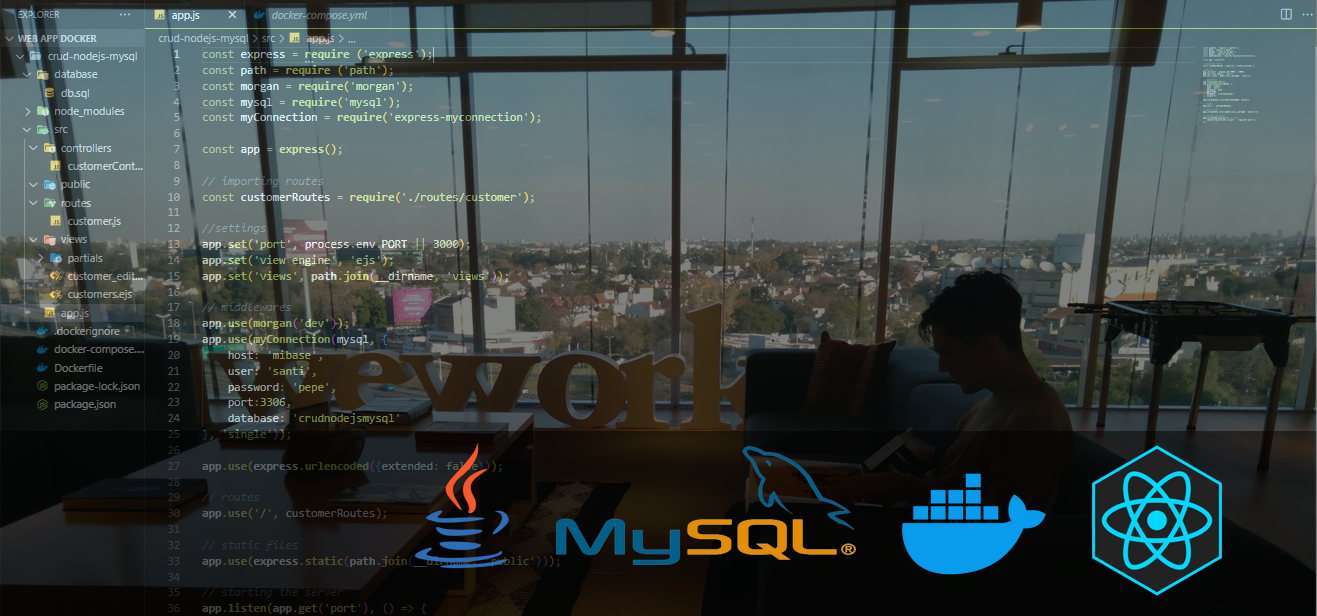 EXPLORER
WEB APP DOCKER
crud-nodejs-mysql
database
db.sql
node_modules
src
controllers
customerCont...
public
routes
customer.js
views
partials
customer_edit...
customers.ejs
app.js
.dockerignore
docker-compose....
Dockerfile
package-lock.json
package.json
app.js
docker-compose.yml
crud-nodejs-mysql > src > app.js > ...
1 const express = require ('express');
2 const path = require ('path');
3 const morgan = require('morgan');
4 const mysql = require('mysql');
5 const myConnection = require('express-myconnection');
6
7 const app = express();
8
9 // importing routes
10 const customerRoutes = require('./routes/customer');
11
12 //settings
13 app.set('port', process.env.PORT || 3000);
14 app.set('view engine', 'ejs');
15 app.set('views', path.join(__dirname, 'views'));
16
17 // middlewares
18 app.use(morgan('dev'));
19 app.use(myConnection(mysql, {
20 host: 'mibase',
21 user: 'santi',
22 password: 'pepe',
23 port:3306,
24 database: 'crudnodejsmysql'
25 }, 'single'));
26
27 app.use(express.urlencoded({extended: false}));
28
29 // routes
30 app.use('/', customerRoutes);
31
32 // static files
33 app.use(express.static(path.join(__dirname, 'public')));
34
35 // starting the server
36 app.listen(app.get('port'), () => {
wework
MySQL®